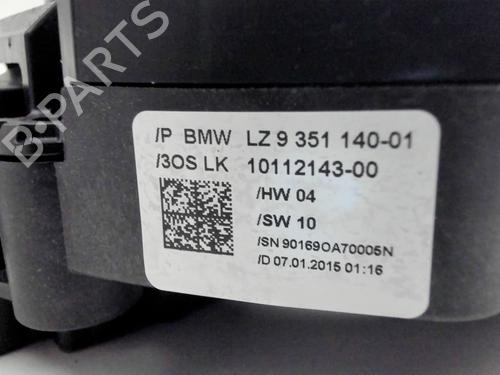 /P BMW LZ 9 351 140-01
/3OS LK 10112143-00
/HW 04
/SW 10
/SN 90169OA70005N
/D 07.01.2015 01:16